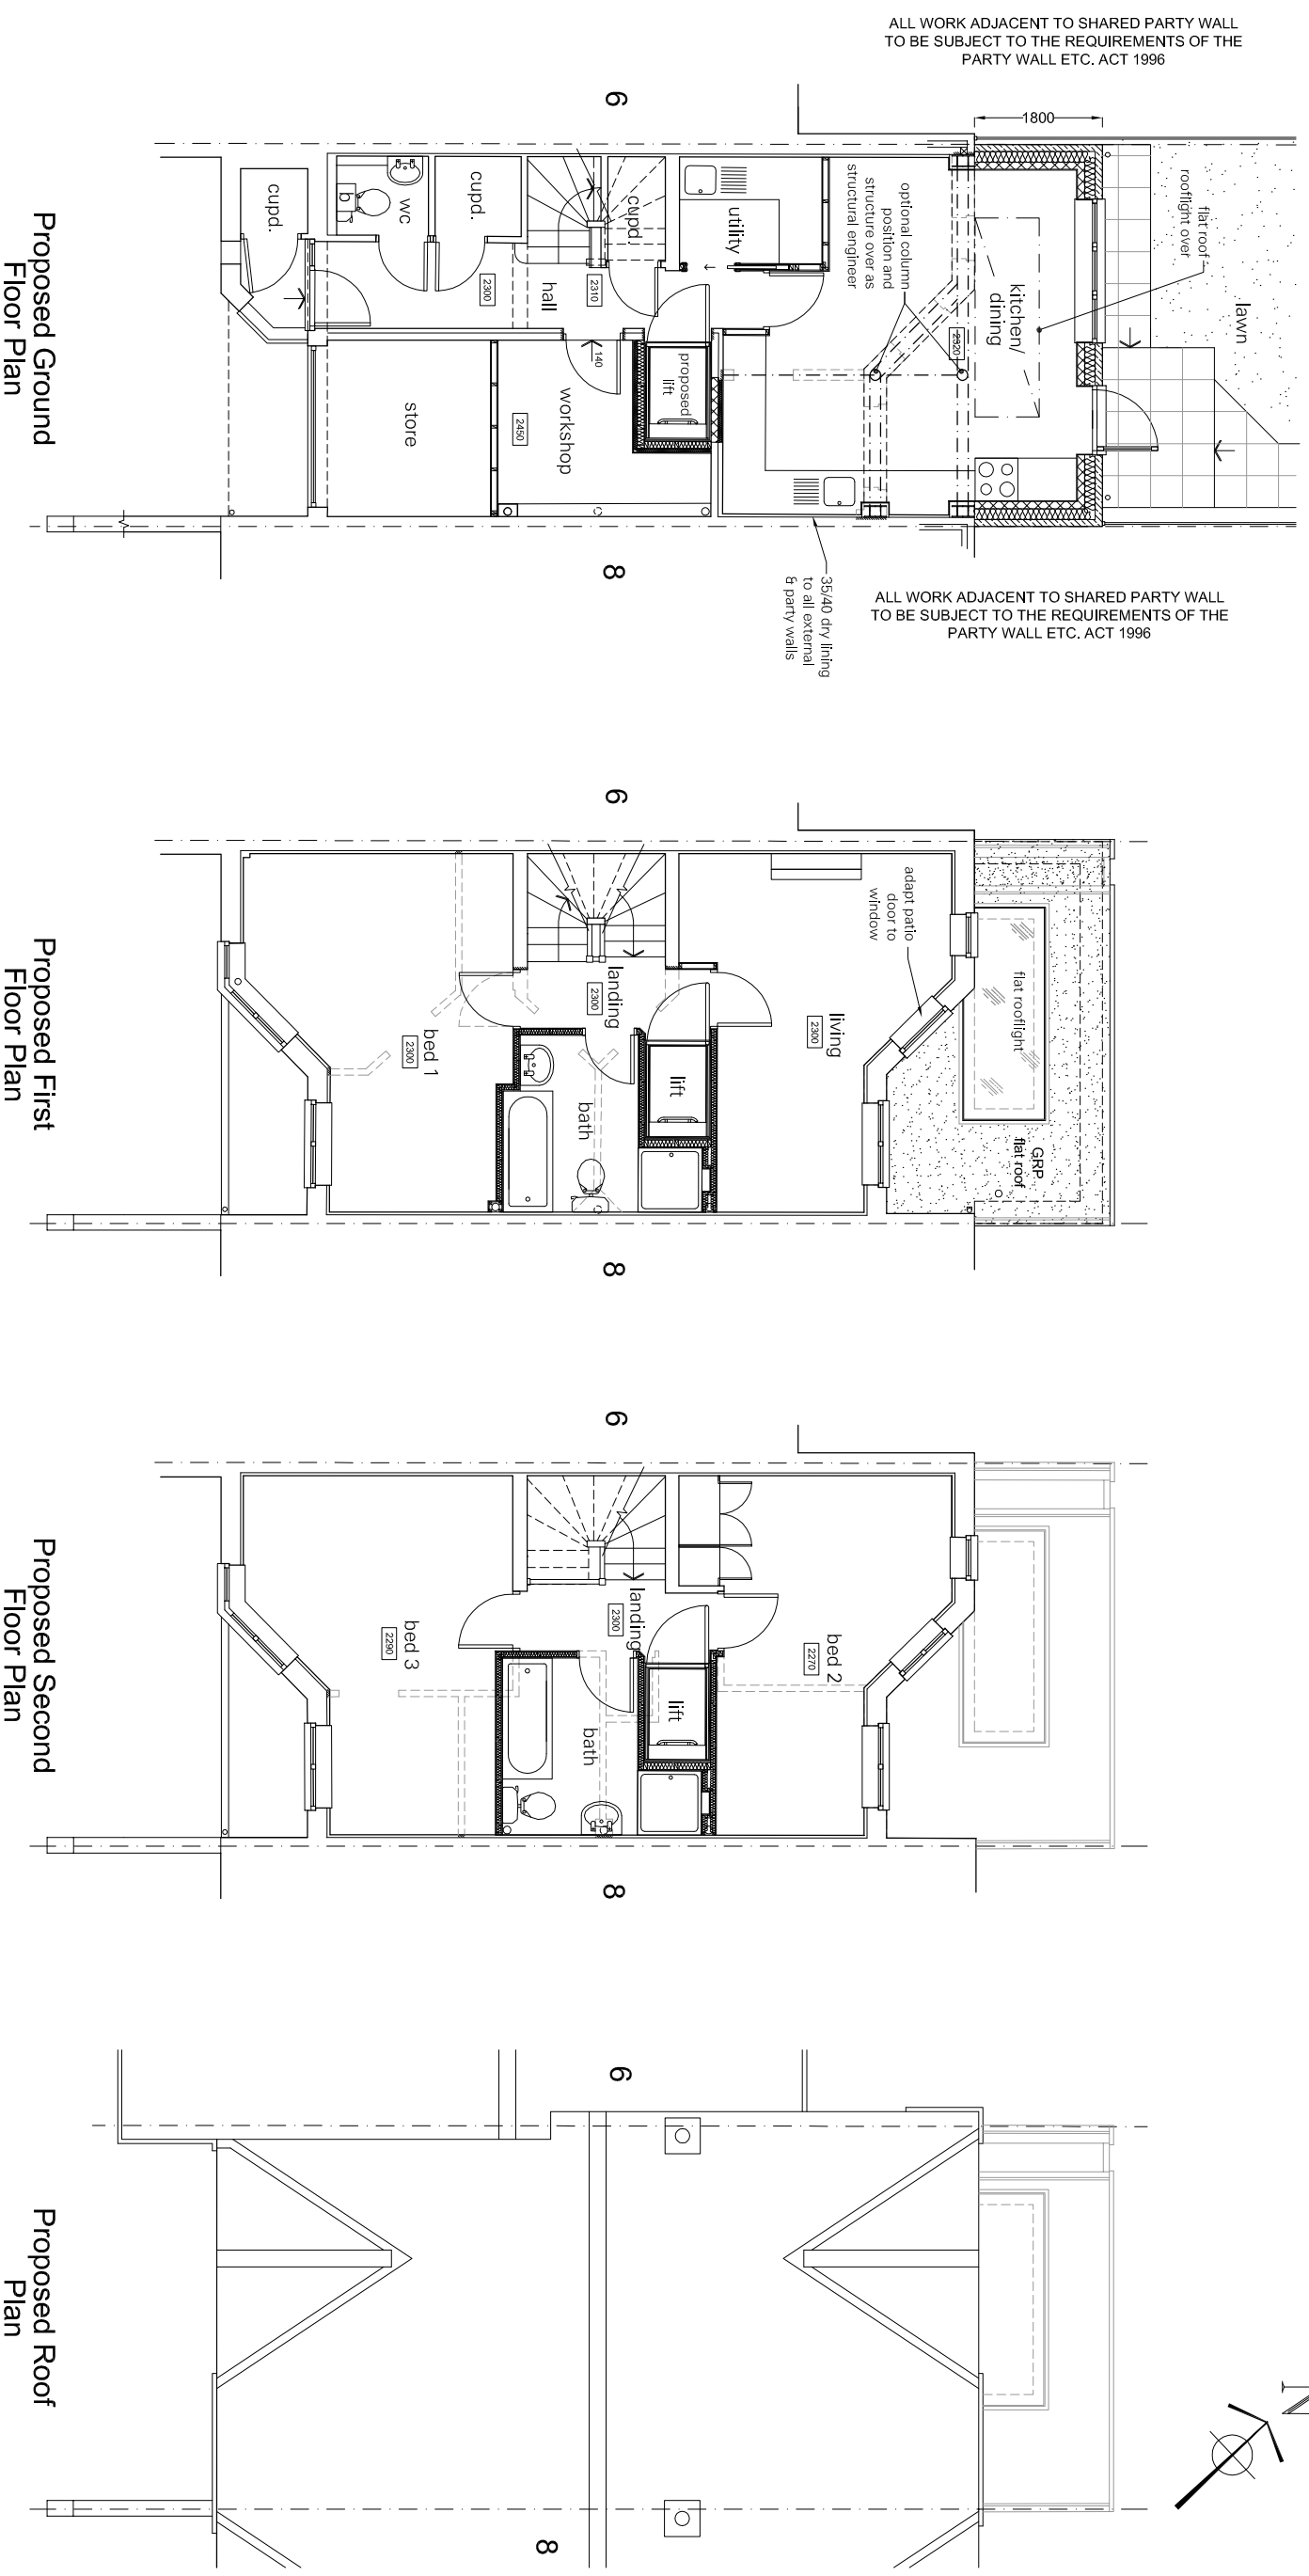 ALL WORK ADJACENT TO SHARED PARTY WALL
TO BE SUBJECT TO THE REQUIREMENTS OF THE
PARTY WALL ETC. ACT 1996
1800
6
lawn
flat roof
rooflight over
kitchen/
dining
2320
optional column
position and
structure over as
structural engineer
utility
cupd.
2310
hall
2300
cupd.
wc
b
cupd.
proposed
lift
140
workshop
2450
store
8
35/40 dry lining
to all external
& party walls
ALL WORK ADJACENT TO SHARED PARTY WALL
TO BE SUBJECT TO THE REQUIREMENTS OF THE
PARTY WALL ETC. ACT 1996
Proposed Ground
Floor Plan
6
adapt patio
door to
window
flat rooflight
GRP
flat roof
living
2300
landing
2300
lift
bath
bed 1
2300
8
Proposed First
Floor Plan
6
bed 2
2270
landing
2300
lift
bath
bed 3
2290
8
Proposed Second
Floor Plan
6
8
Proposed Roof
Plan
N